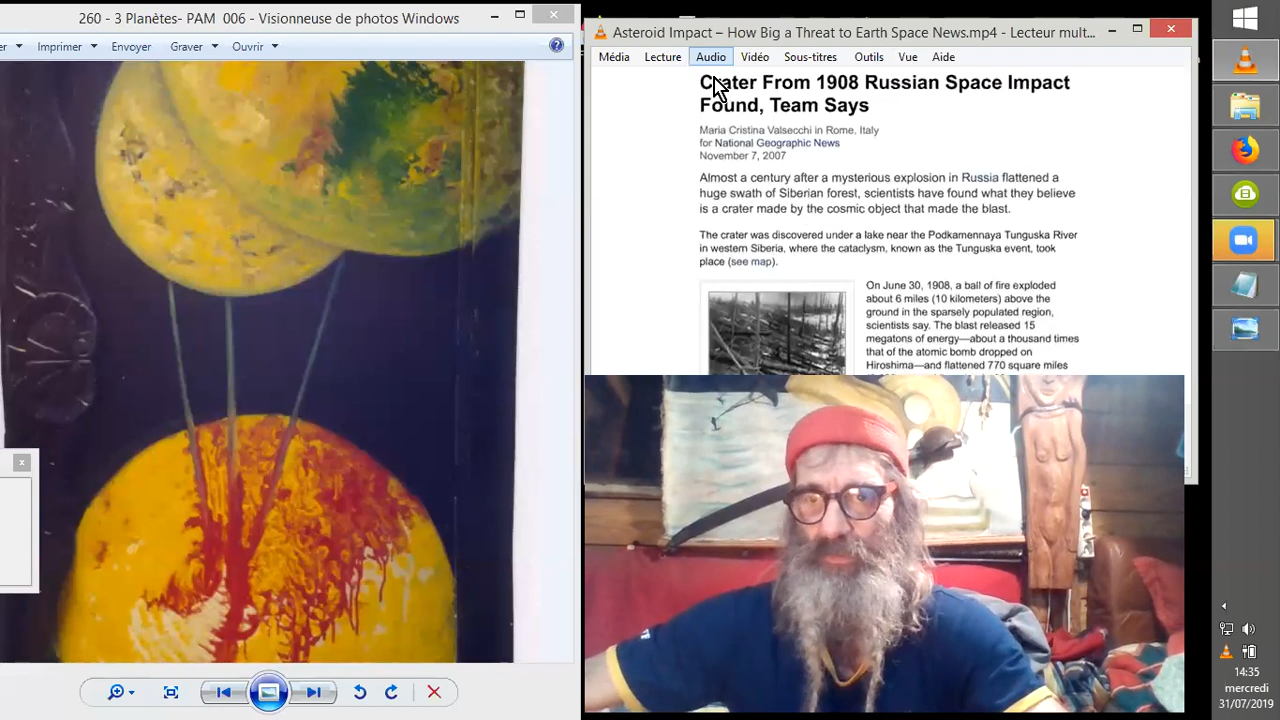 260 - 3 Planètes- PAM 006 - Visionneuse de photos Windows
Imprimer
Envoyer
Graver
Ouvrir
Asteroid Impact – How Big a Threat to Earth Space News.mp4 - Lecteur mult...
Média Lecture Audio Vidéo Sous-titres Outils Vue Aide
Crater From 1908 Russian Space Impact
Found, Team Says
Maria Cristina Valsecchi in Rome, Italy
for National Geographic News
November 7, 2007
Almost a century after a mysterious explosion in Russia flattened a
huge swath of Siberian forest, scientists have found what they believe
is a crater made by the cosmic object that made the blast.
The crater was discovered under a lake near the Podkamennaya Tunguska River
in western Siberia, where the cataclysm, known as the Tunguska event, took
place (see map).
On June 30, 1908, a ball of fire exploded
about 6 miles (10 kilometers) above the
ground in the sparsely populated region,
scientists say. The blast released 15
megatons of energy—about a thousand times
that of the atomic bomb dropped on
Hiroshima—and flattened 770 square miles
14:35
mercredi
31/07/2019